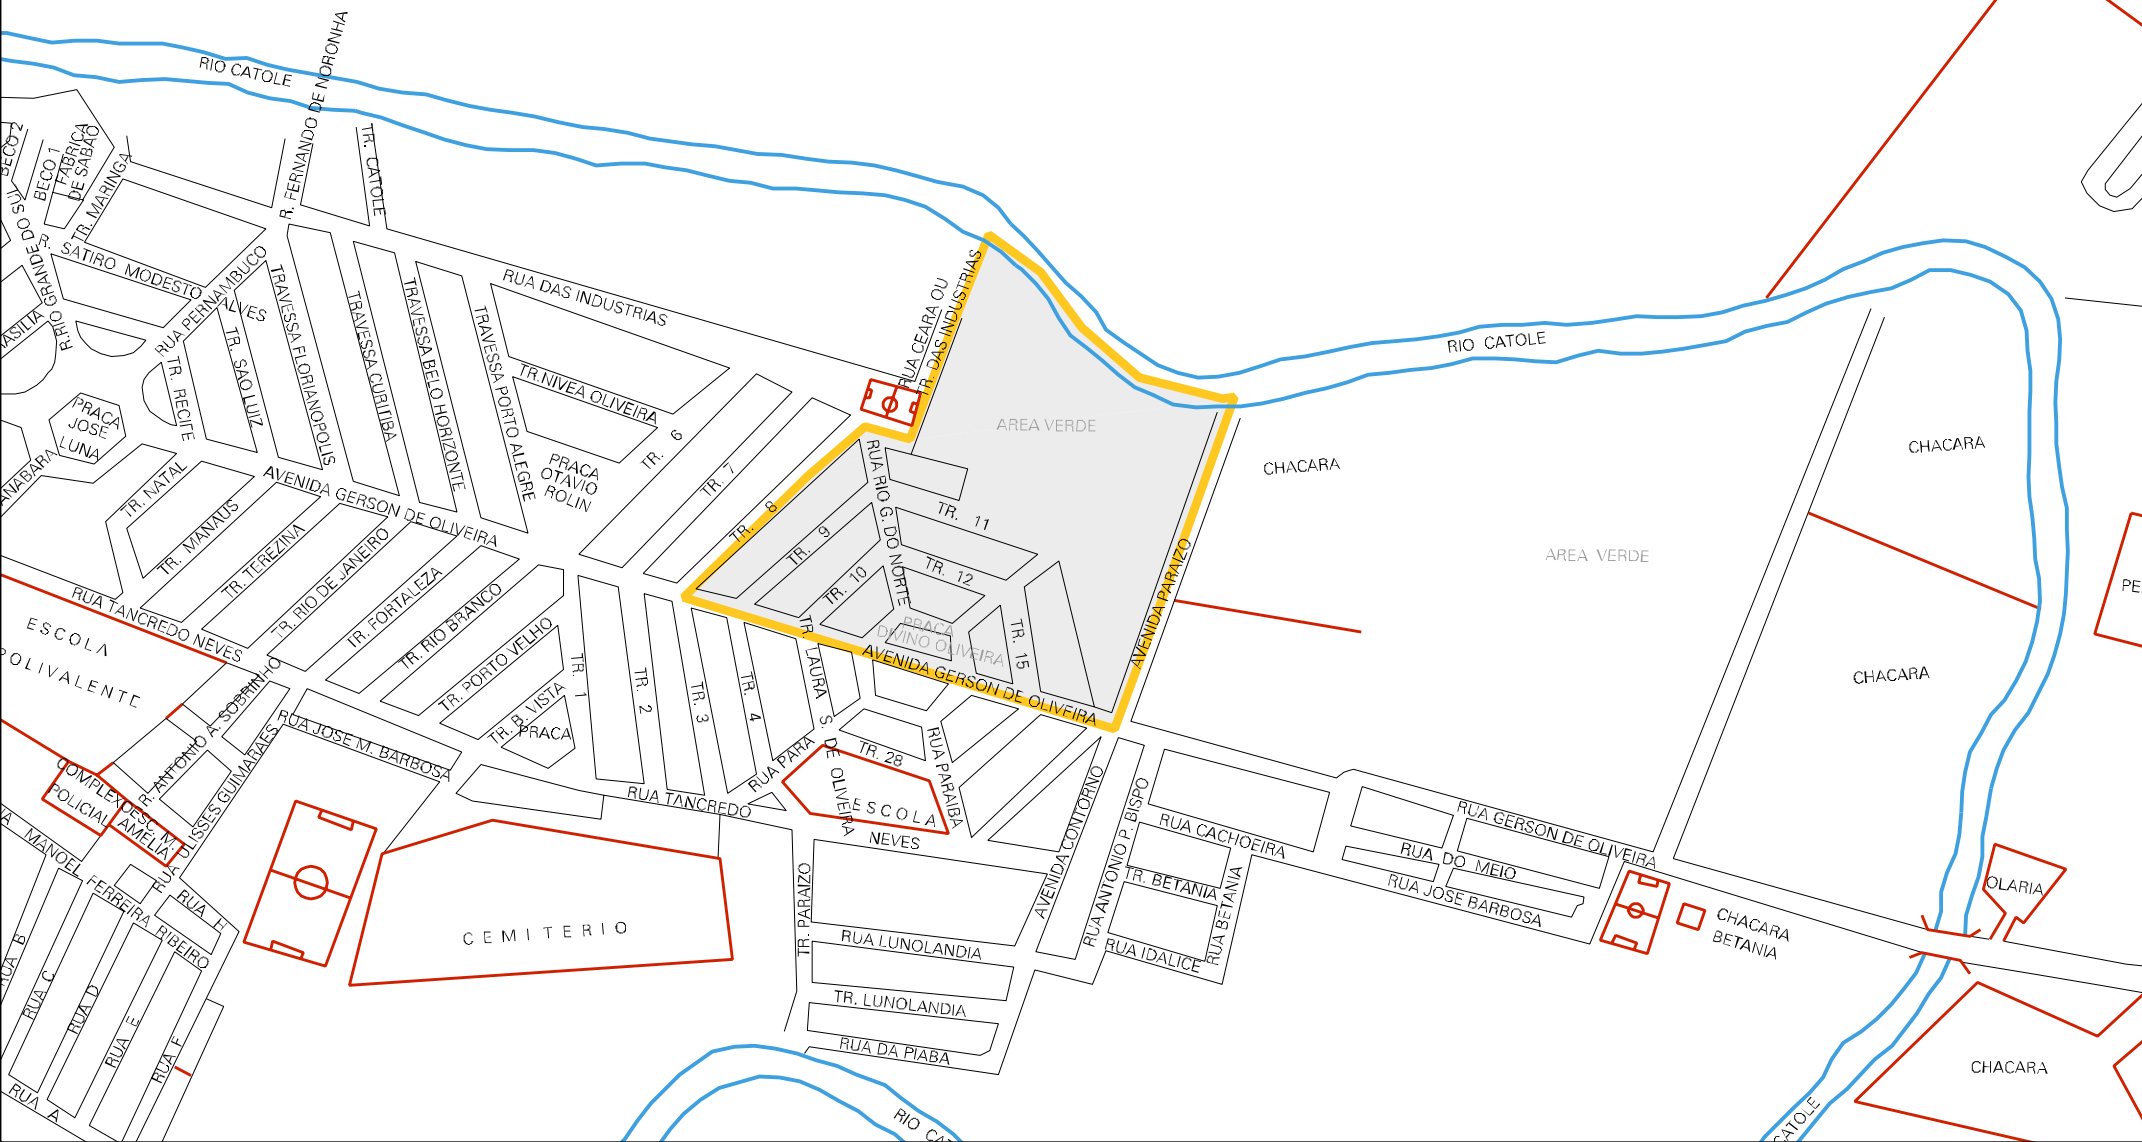 RIO CATOLE
R. FERNANDO DE NORONHA
TR. CATOLE
BECO 2
BECO 1
FABRICA
DE SABAO
TR. MARINGA
R. RIO GRANDE DO SUL
R. SATIRO MODESTO ALVES
RUA PERNAMBUCO
TR. RECIFE
TR. SAO LUIZ
TRAVESSA FLORIANOPOLIS
TRAVESSA CURITIBA
TRAVESSA BELO HORIZONTE
TRAVESSA PORTO ALEGRE
RUA DAS INDUSTRIAS
TR.NIVEA OLIVEIRA
PRACA
OTAVIO
ROLIN
TR. 6
TR. 7
TR. 8
RUA CEARA OU
TR. DAS INDUSTRIAS
AREA VERDE
RIO CATOLE
CHACARA
AREA VERDE
CHACARA
CHACARA
PE
ASILIA
PRACA
JOSE
LUNA
ANABARA
TR. NATAL
TR. MANAUS
TR. TEREZINA
TR. RIO DE JANEIRO
TR. FORTALEZA
TR. RIO BRANCO
TR. PORTO VELHO
TR. B. VISTA
PRACA
AVENIDA GERSON DE OLIVEIRA
RUA RIO G. DO NORTE
TR. 9
TR. 10
TR. 11
TR. 12
TR. 15
PRACA
DIVINO OLIVEIRA
AVENIDA GERSON DE OLIVEIRA
AVENIDA PARAIZO
RUA TANCREDO NEVES
ESCOLA
POLIVALENTE
TR. 1
TR. 2
TR. 3
TR. 4
TR. LAURA S. DE OLIVEIRA
RUA PARA
TR. 28
RUA PARAIBA
ESCOLA
RUA TANCREDO NEVES
R. ANTONIO A. SOBRINHO
RUA ULISSES GUIMARAES
RUA JOSE M. BARBOSA
COMPLEXO
POLICIAL
ESC. M. D.
AMELIA
A MANOEL FERREIRA RIBEIRO
RUA H
RUA B
RUA C
RUA D
RUA E
RUA F
RUA A
CEMITERIO
TR. PARAIZO
AVENIDA CONTORNO
RUA ANTONIO P. BISPO
RUA CACHOEIRA
TR. BETANIA
RUA BETANIA
RUA IDALICE
RUA LUNOLANDIA
TR. LUNOLANDIA
RUA DA PIABA
RUA GERSON DE OLIVEIRA
RUA DO MEIO
RUA JOSE BARBOSA
CHACARA
BETANIA
OLARIA
CHACARA
RIO CAT
CATOLE